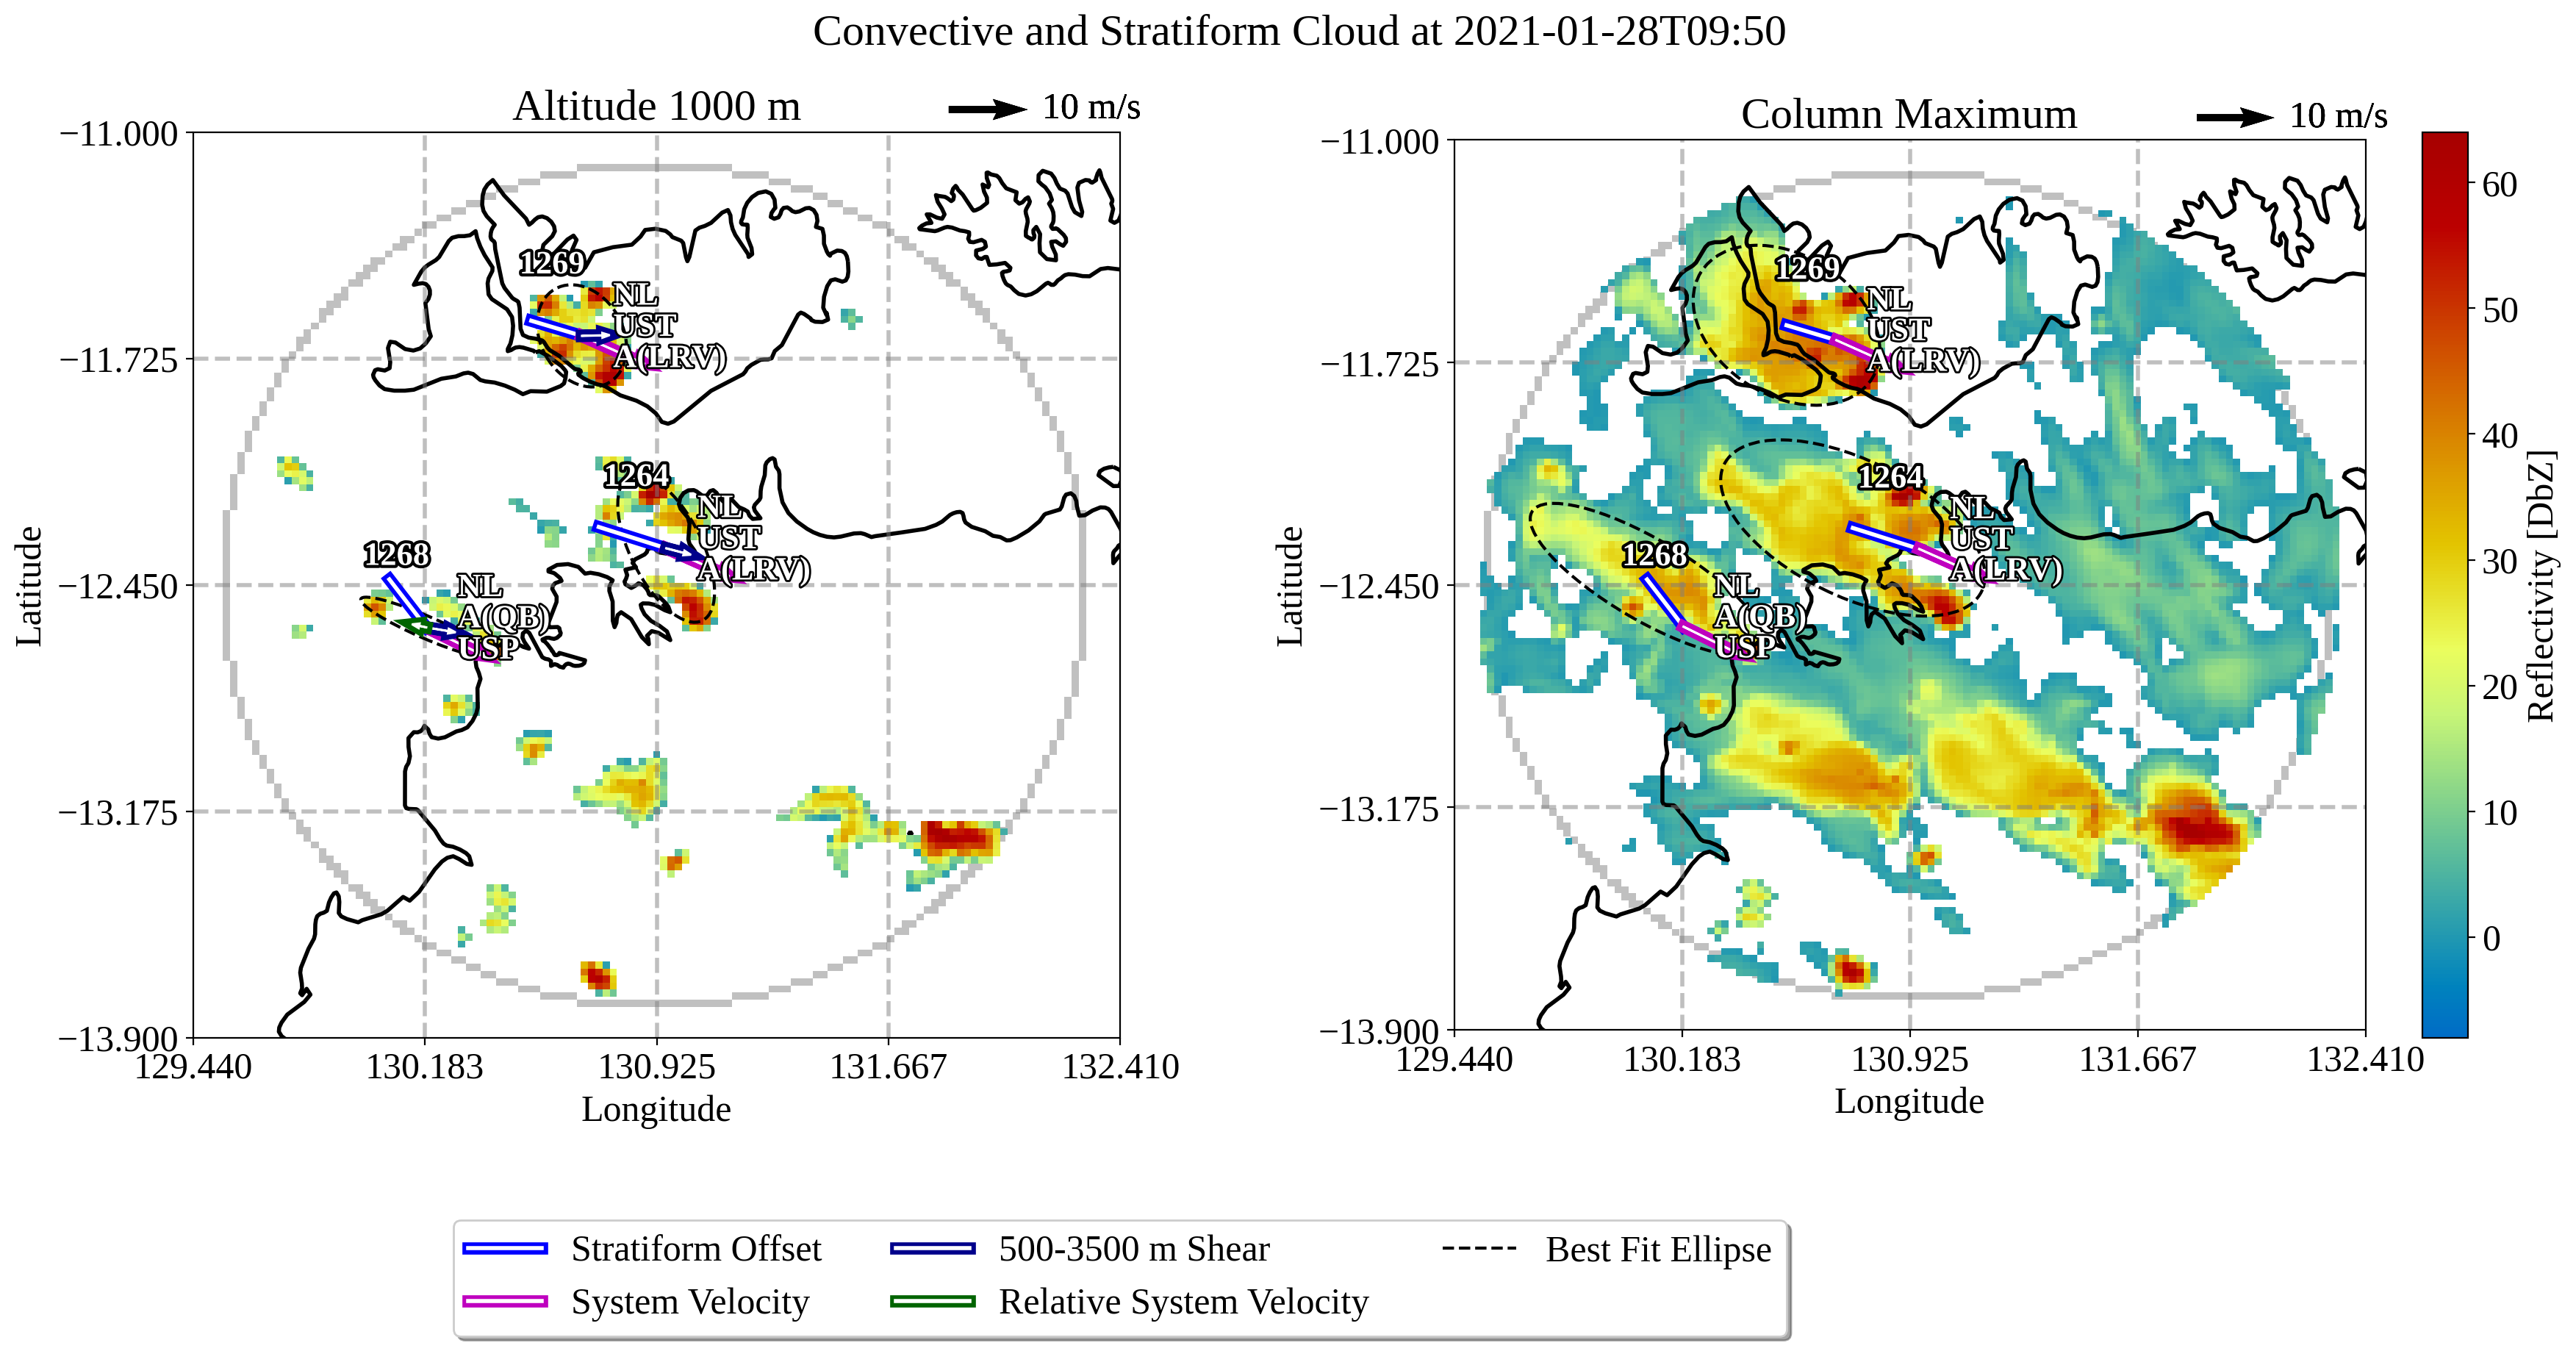 Convective and Stratiform Cloud at 2021-01-28T09:50
Altitude 1000 m
10 m/s
−11.000
−11.725
−12.450
−13.175
−13.900
129.440
130.183
130.925
131.667
132.410
Latitude
Longitude
1269
NL
UST
A(LRV)
1264
NL
UST
A(LRV)
1268
NL
A(QB)
USP
Column Maximum
10 m/s
−11.000
−11.725
−12.450
−13.175
−13.900
129.440
130.183
130.925
131.667
132.410
Latitude
Longitude
1269
NL
UST
A(LRV)
1264
NL
UST
A(LRV)
1268
NL
A(QB)
USP
60
50
40
30
20
10
0
Reflectivity [DbZ]
Stratiform Offset
System Velocity
500-3500 m Shear
Relative System Velocity
Best Fit Ellipse